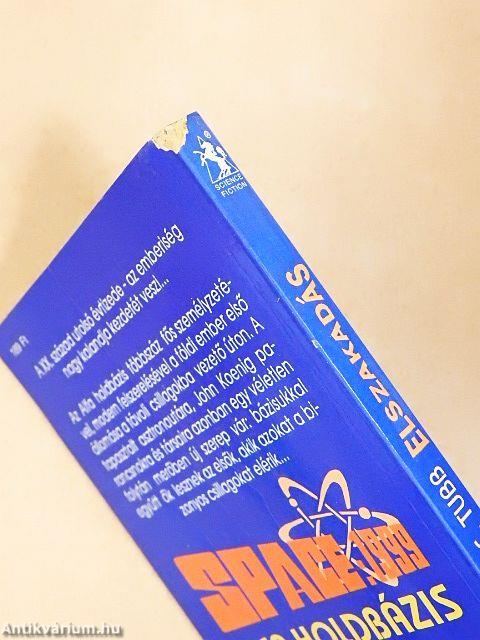 SCIENCE
FICTION
TUBB ELSZAKADÁS
A XX. század utolsó évtizede - az emberiség
nagy kalandja kezdetét veszi...
Az Alfa holdbázis többszáz fős személyzeté-
vel, modern felszerelésével a földi ember első
állomása a távoli csillagokba vezető úton. A
tapasztalt asztronautára, John Koenig pa-
rancsnokra és társaira azonban egy véletlen
folytán merőben új szerep vár: bázisukkal
együtt ők lesznek az elsők, akik azokat a bi-
zonyos csillagokat elérik...
SPACE 1999
HOLDBÁZIS
Antikvárium.hu